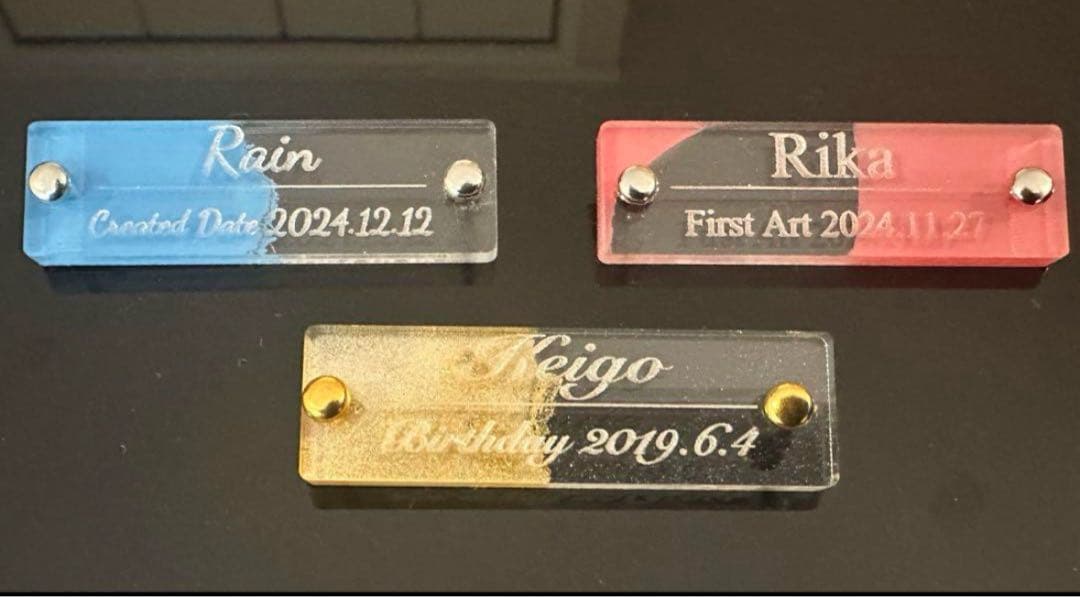 Rain
Created Date 2024.12.12
Rika
First Art 2024.11.27
Keigo
Birthday 2019.6.4